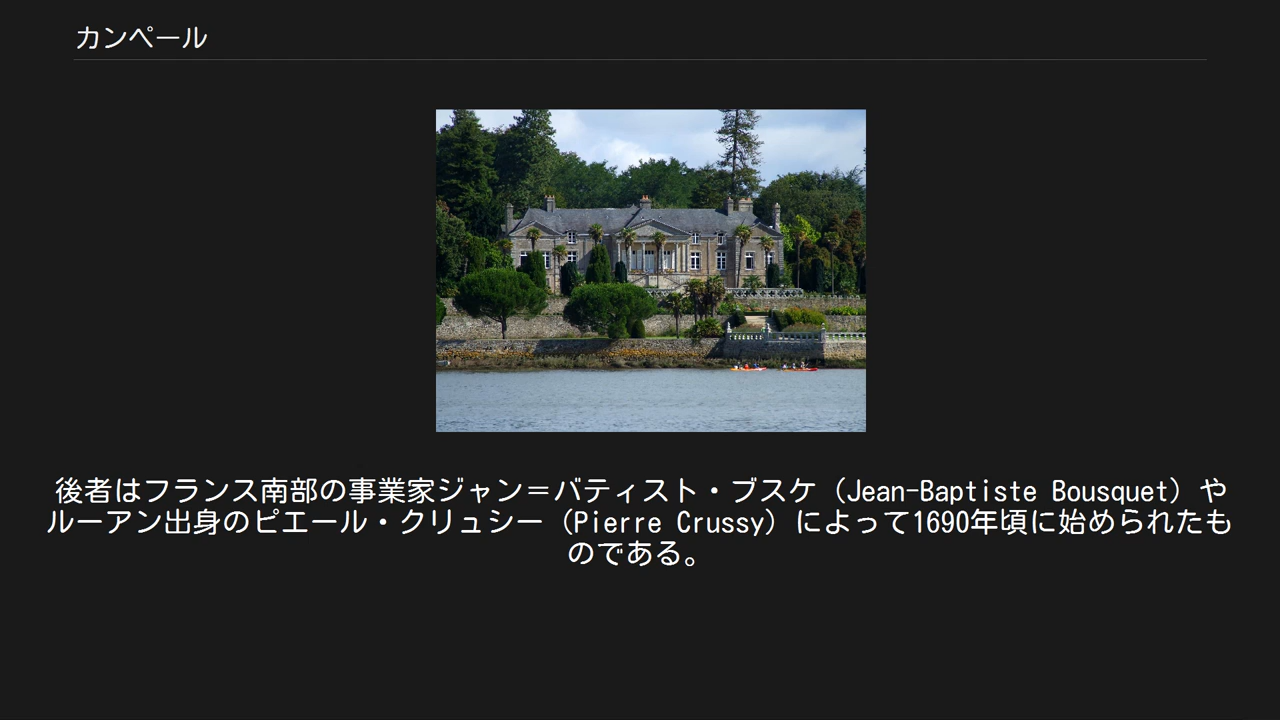 カンペール
後者はフランス南部の事業家ジャン＝バティスト・ブスケ（Jean-Baptiste Bousquet）や
ルーアン出身のピエール・クリュシー（Pierre Crussy）によって1690年頃に始められたも
のである。